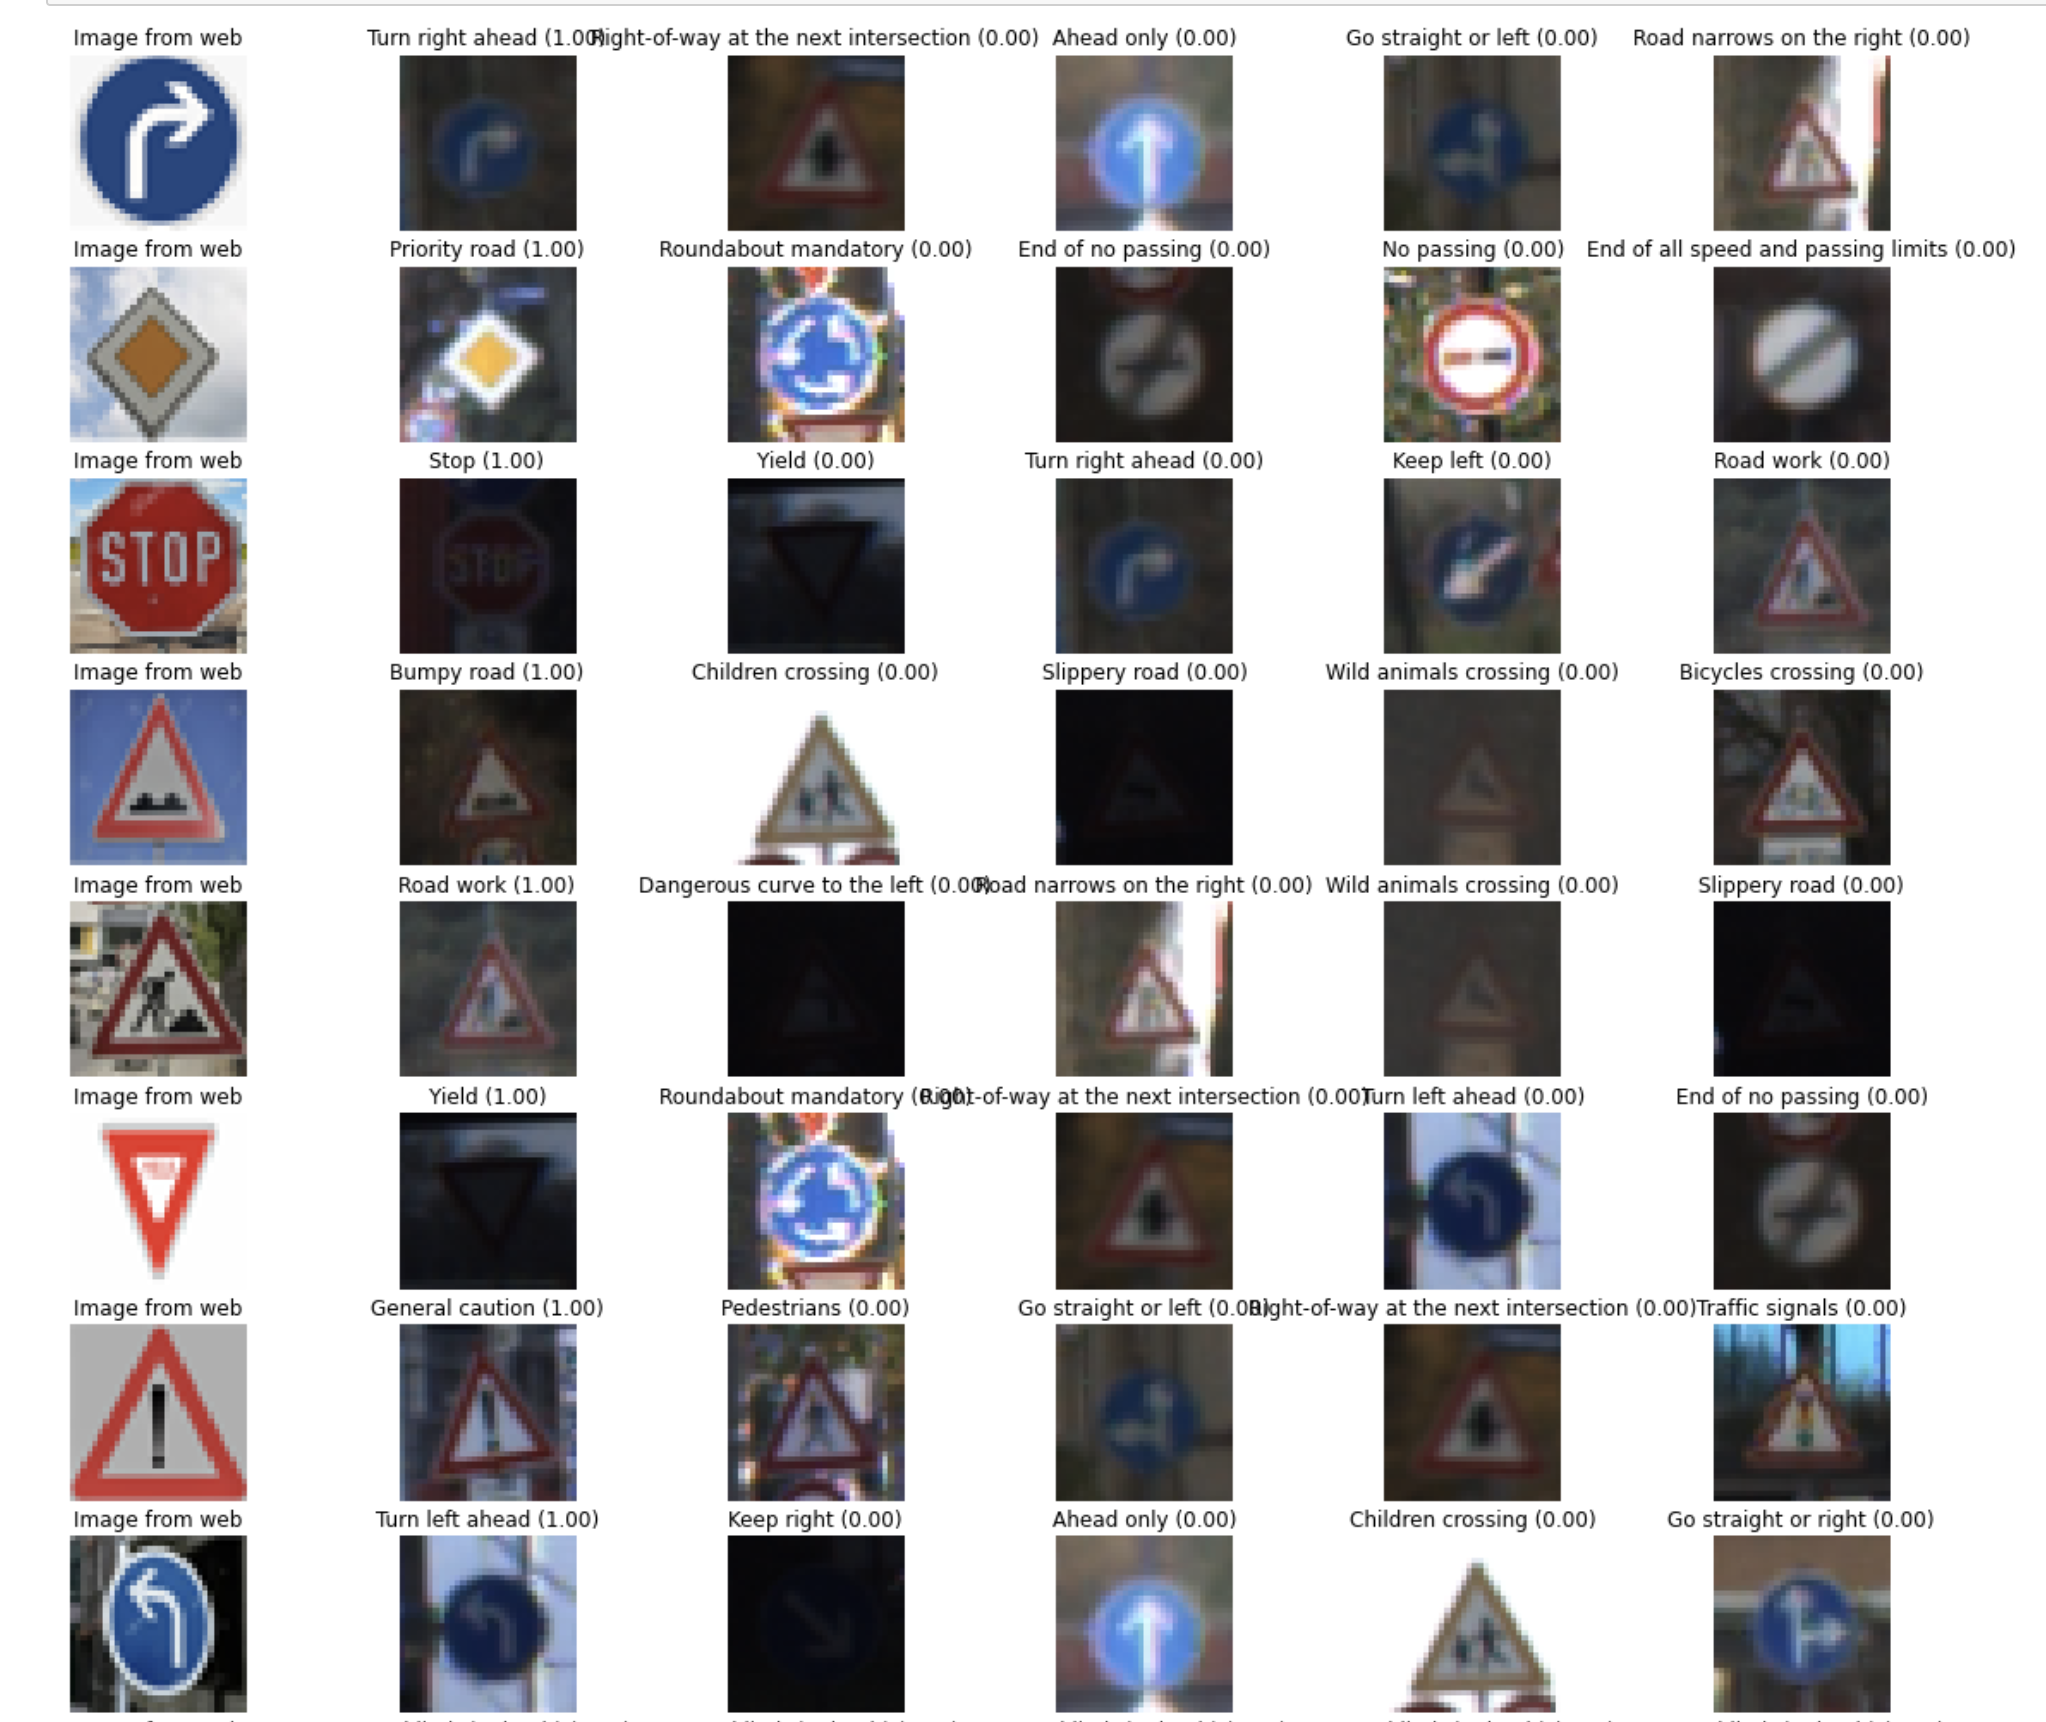 Image from web Turn right ahead (1.00) Right-of-way at the next intersection (0.00) Ahead only (0.00) Go straight or left (0.00) Road narrows on the right (0.00)
Image from web Priority road (1.00) Roundabout mandatory (0.00) End of no passing (0.00) No passing (0.00) End of all speed and passing limits (0.00)
Image from web Stop (1.00) Yield (0.00) Turn right ahead (0.00) Keep left (0.00) Road work (0.00)
STOP STOP
Image from web Bumpy road (1.00) Children crossing (0.00) Slippery road (0.00) Wild animals crossing (0.00) Bicycles crossing (0.00)
Image from web Road work (1.00) Dangerous curve to the left (0.00) Road narrows on the right (0.00) Wild animals crossing (0.00) Slippery road (0.00)
Image from web Yield (1.00) Roundabout mandatory (0.00) Right-of-way at the next intersection (0.00) Turn left ahead (0.00) End of no passing (0.00)
Image from web General caution (1.00) Pedestrians (0.00) Go straight or left (0.00) Right-of-way at the next intersection (0.00) Traffic signals (0.00)
Image from web Turn left ahead (1.00) Keep right (0.00) Ahead only (0.00) Children crossing (0.00) Go straight or right (0.00)